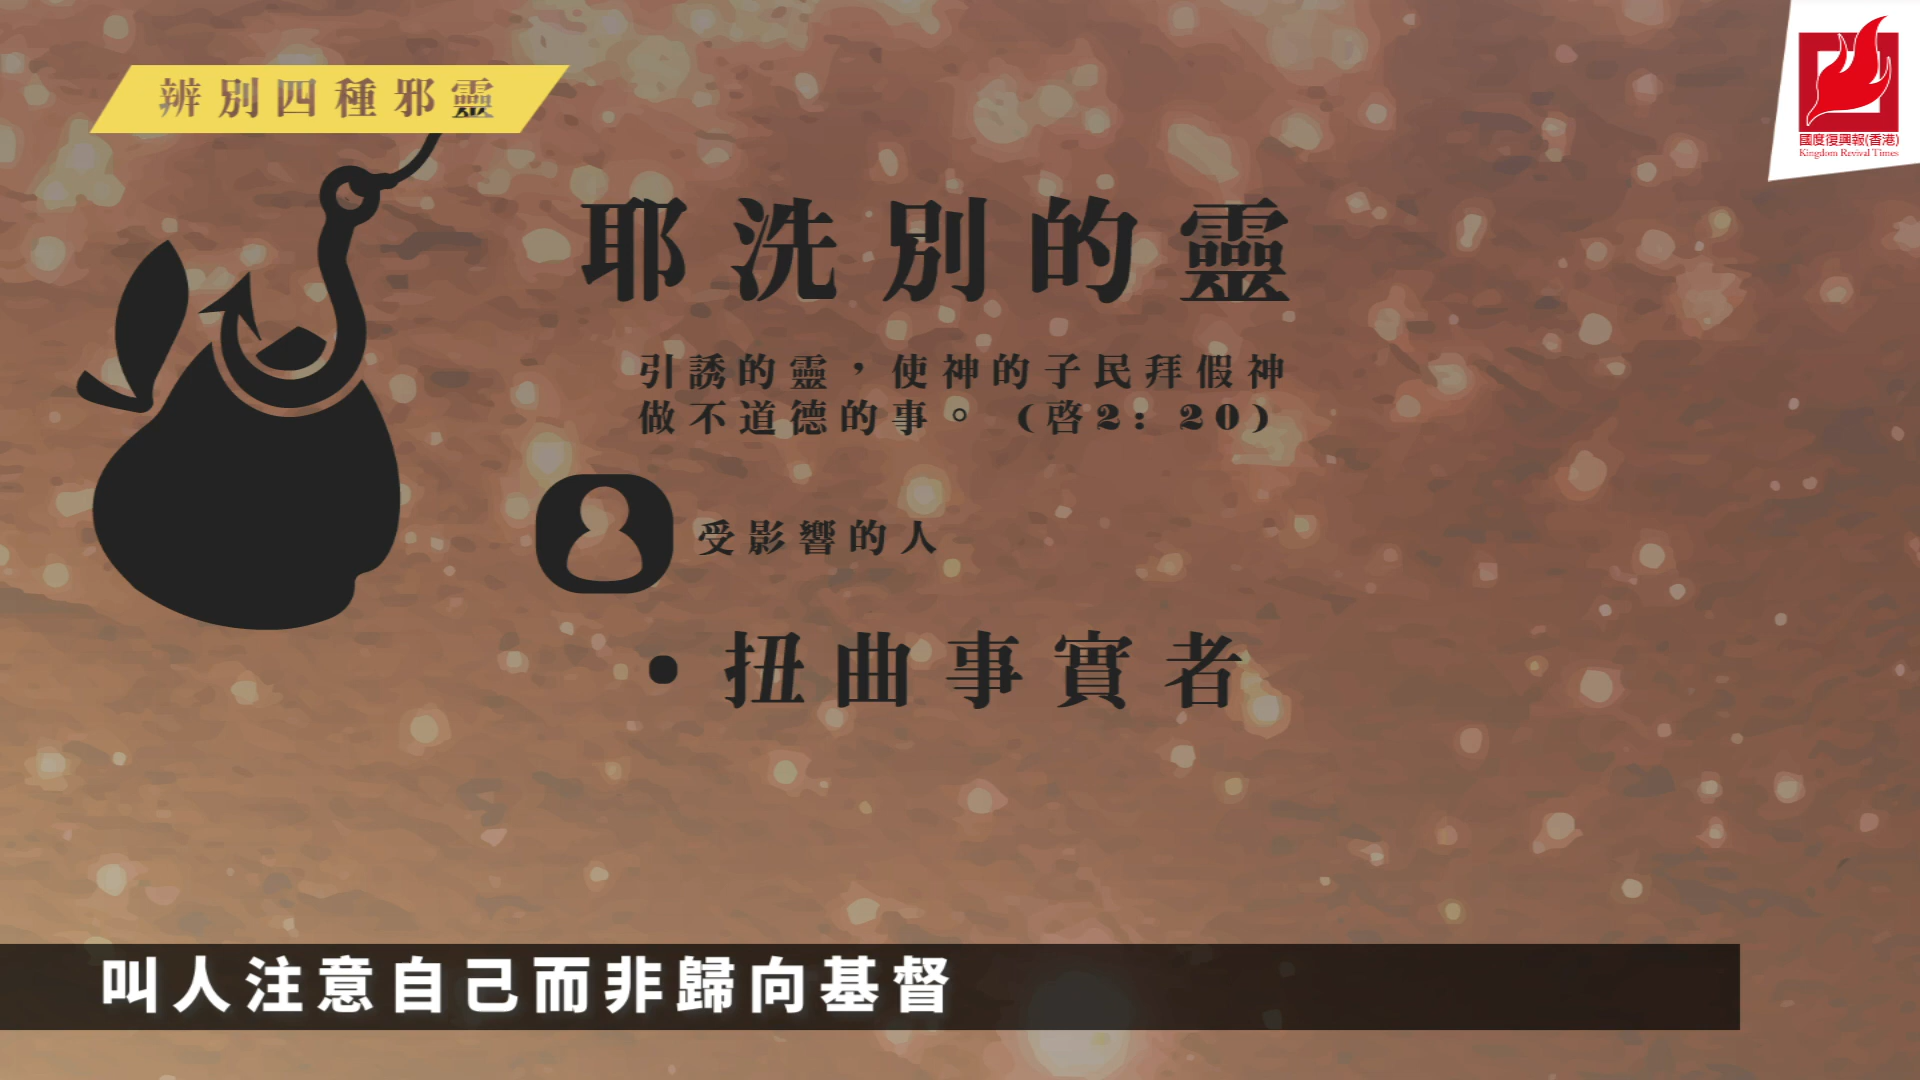 辨別四種邪靈
國度復興報(香港)
Kingdom Revival Times
耶洗別的靈
引誘的靈，使神的子民拜假神
做不道德的事。（啓2：20）
受影響的人
•扭曲事實者
叫人注意自己而非歸向基督